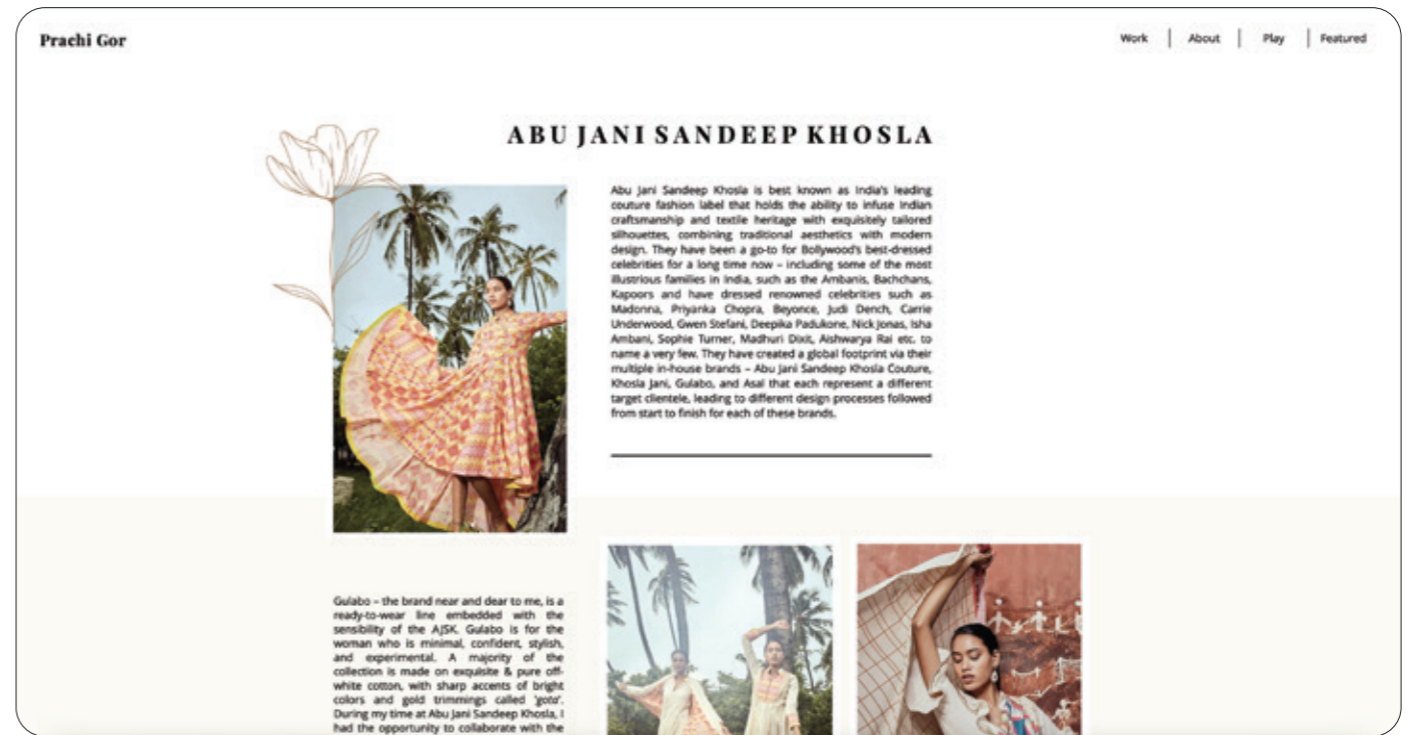 Prachi Gor
Work
About
Play
Featured
ABU JANI SANDEEP KHOSLA
Abu Jani Sandeep Khosla is best known as India's leading
couture fashion label that holds the ability to infuse Indian
craftsmanship and textile heritage with exquisitely tailored
silhouettes, combining traditional aesthetics with modern
design. They have been a go-to for Bollywood's best-dressed
celebrities for a long time now – including some of the most
illustrious families in India, such as the Ambanis, Bachchans,
Kapoors and have dressed renowned celebrities such as
Madonna, Priyanka Chopra, Beyonce, Judi Dench, Carrie
Underwood, Gwen Stefani, Deepika Padukone, Nick Jonas, Isha
Ambani, Sophie Turner, Madhuri Dixit, Aishwarya Rai etc. to
name a very few. They have created a global footprint via their
multiple in-house brands – Abu Jani Sandeep Khosla Couture,
Khosla Jani, Gulabo, and Asal that each represent a different
target clientele, leading to different design processes followed
from start to finish for each of these brands.
Gulabo – the brand near and dear to me, is a
ready-to-wear line embedded with the
sensibility of the AJSK. Gulabo is for the
woman who is minimal, confident, stylish,
and experimental. A majority of the
collection is made on exquisite & pure off-
white cotton, with sharp accents of bright
colors and gold trimmings called 'gota'.
During my time at Abu Jani Sandeep Khosla, I
had the opportunity to collaborate with the